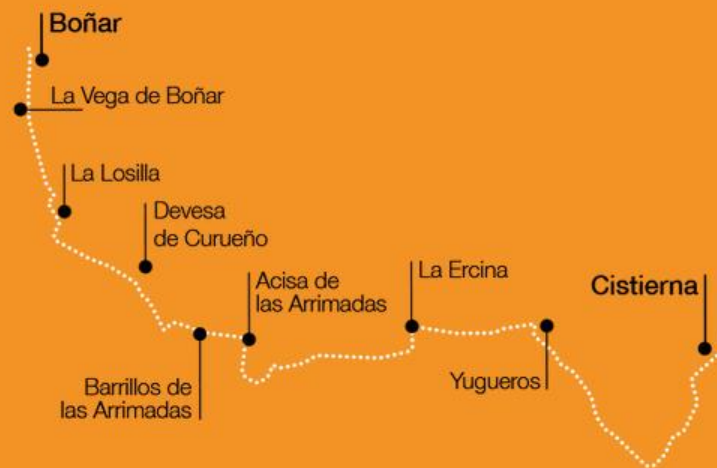 Boñar
La Vega de Boñar
La Losilla
Devesa
de Curueño
Acisa de
las Arrimadas
La Ercina
Cistierna
Barrillos de
las Arrimadas
Yugueros